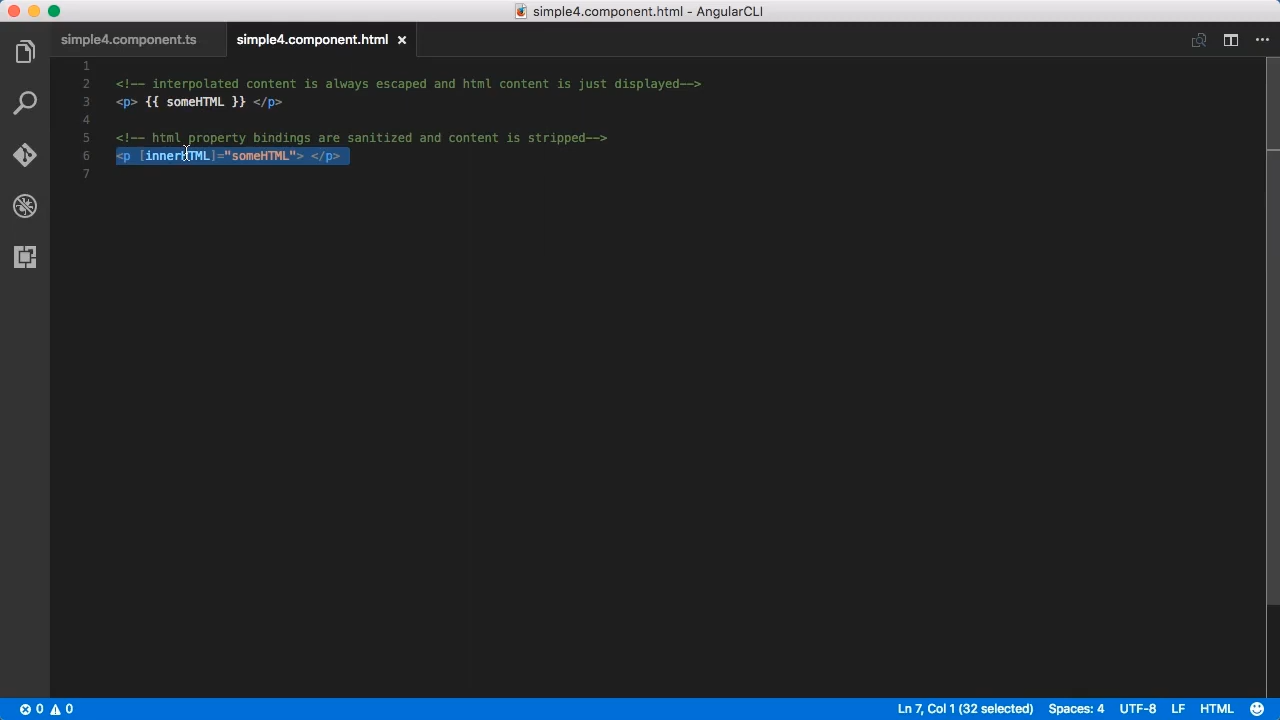 simple4.component.html - AngularCLI
simple4.component.ts
simple4.component.html
1
2 <!-- interpolated content is always escaped and html content is just displayed-->
3 <p> {{ someHTML }} </p>
4
5 <!-- html property bindings are sanitized and content is stripped-->
6 <p [innerHTML]="someHTML"> </p>
7
0 0 Ln 7, Col 1 (32 selected) Spaces: 4 UTF-8 LF HTML